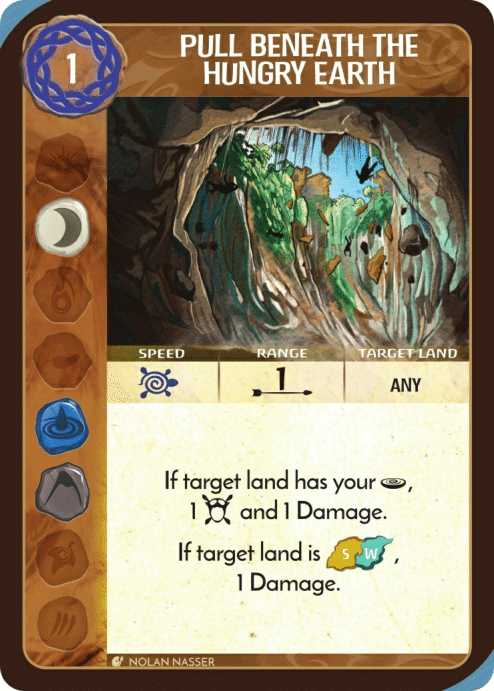 1
PULL BENEATH THE
HUNGRY EARTH
SPEED RANGE TARGET LAND
1 ANY
If target land has your ,
1 and 1 Damage.
If target land is S W ,
1 Damage.
NOLAN NASSER